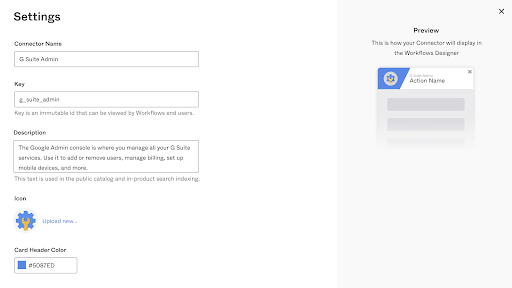 Settings
Connector Name
G Suite Admin
Key
g_suite_admin
Key is an immutable id that can be viewed by Workflows and users.
Description
The Google Admin console is where you manage all your G Suite
services. Use it to add or remove users, manage billing, set up
mobile devices, and more.
This text is used in the public catalog and in-product search indexing.
Icon
Upload new...
Card Header Color
#5087ED
Preview
This is how your Connector will display in
the Workflows Designer
G Suite Admin
Action Name